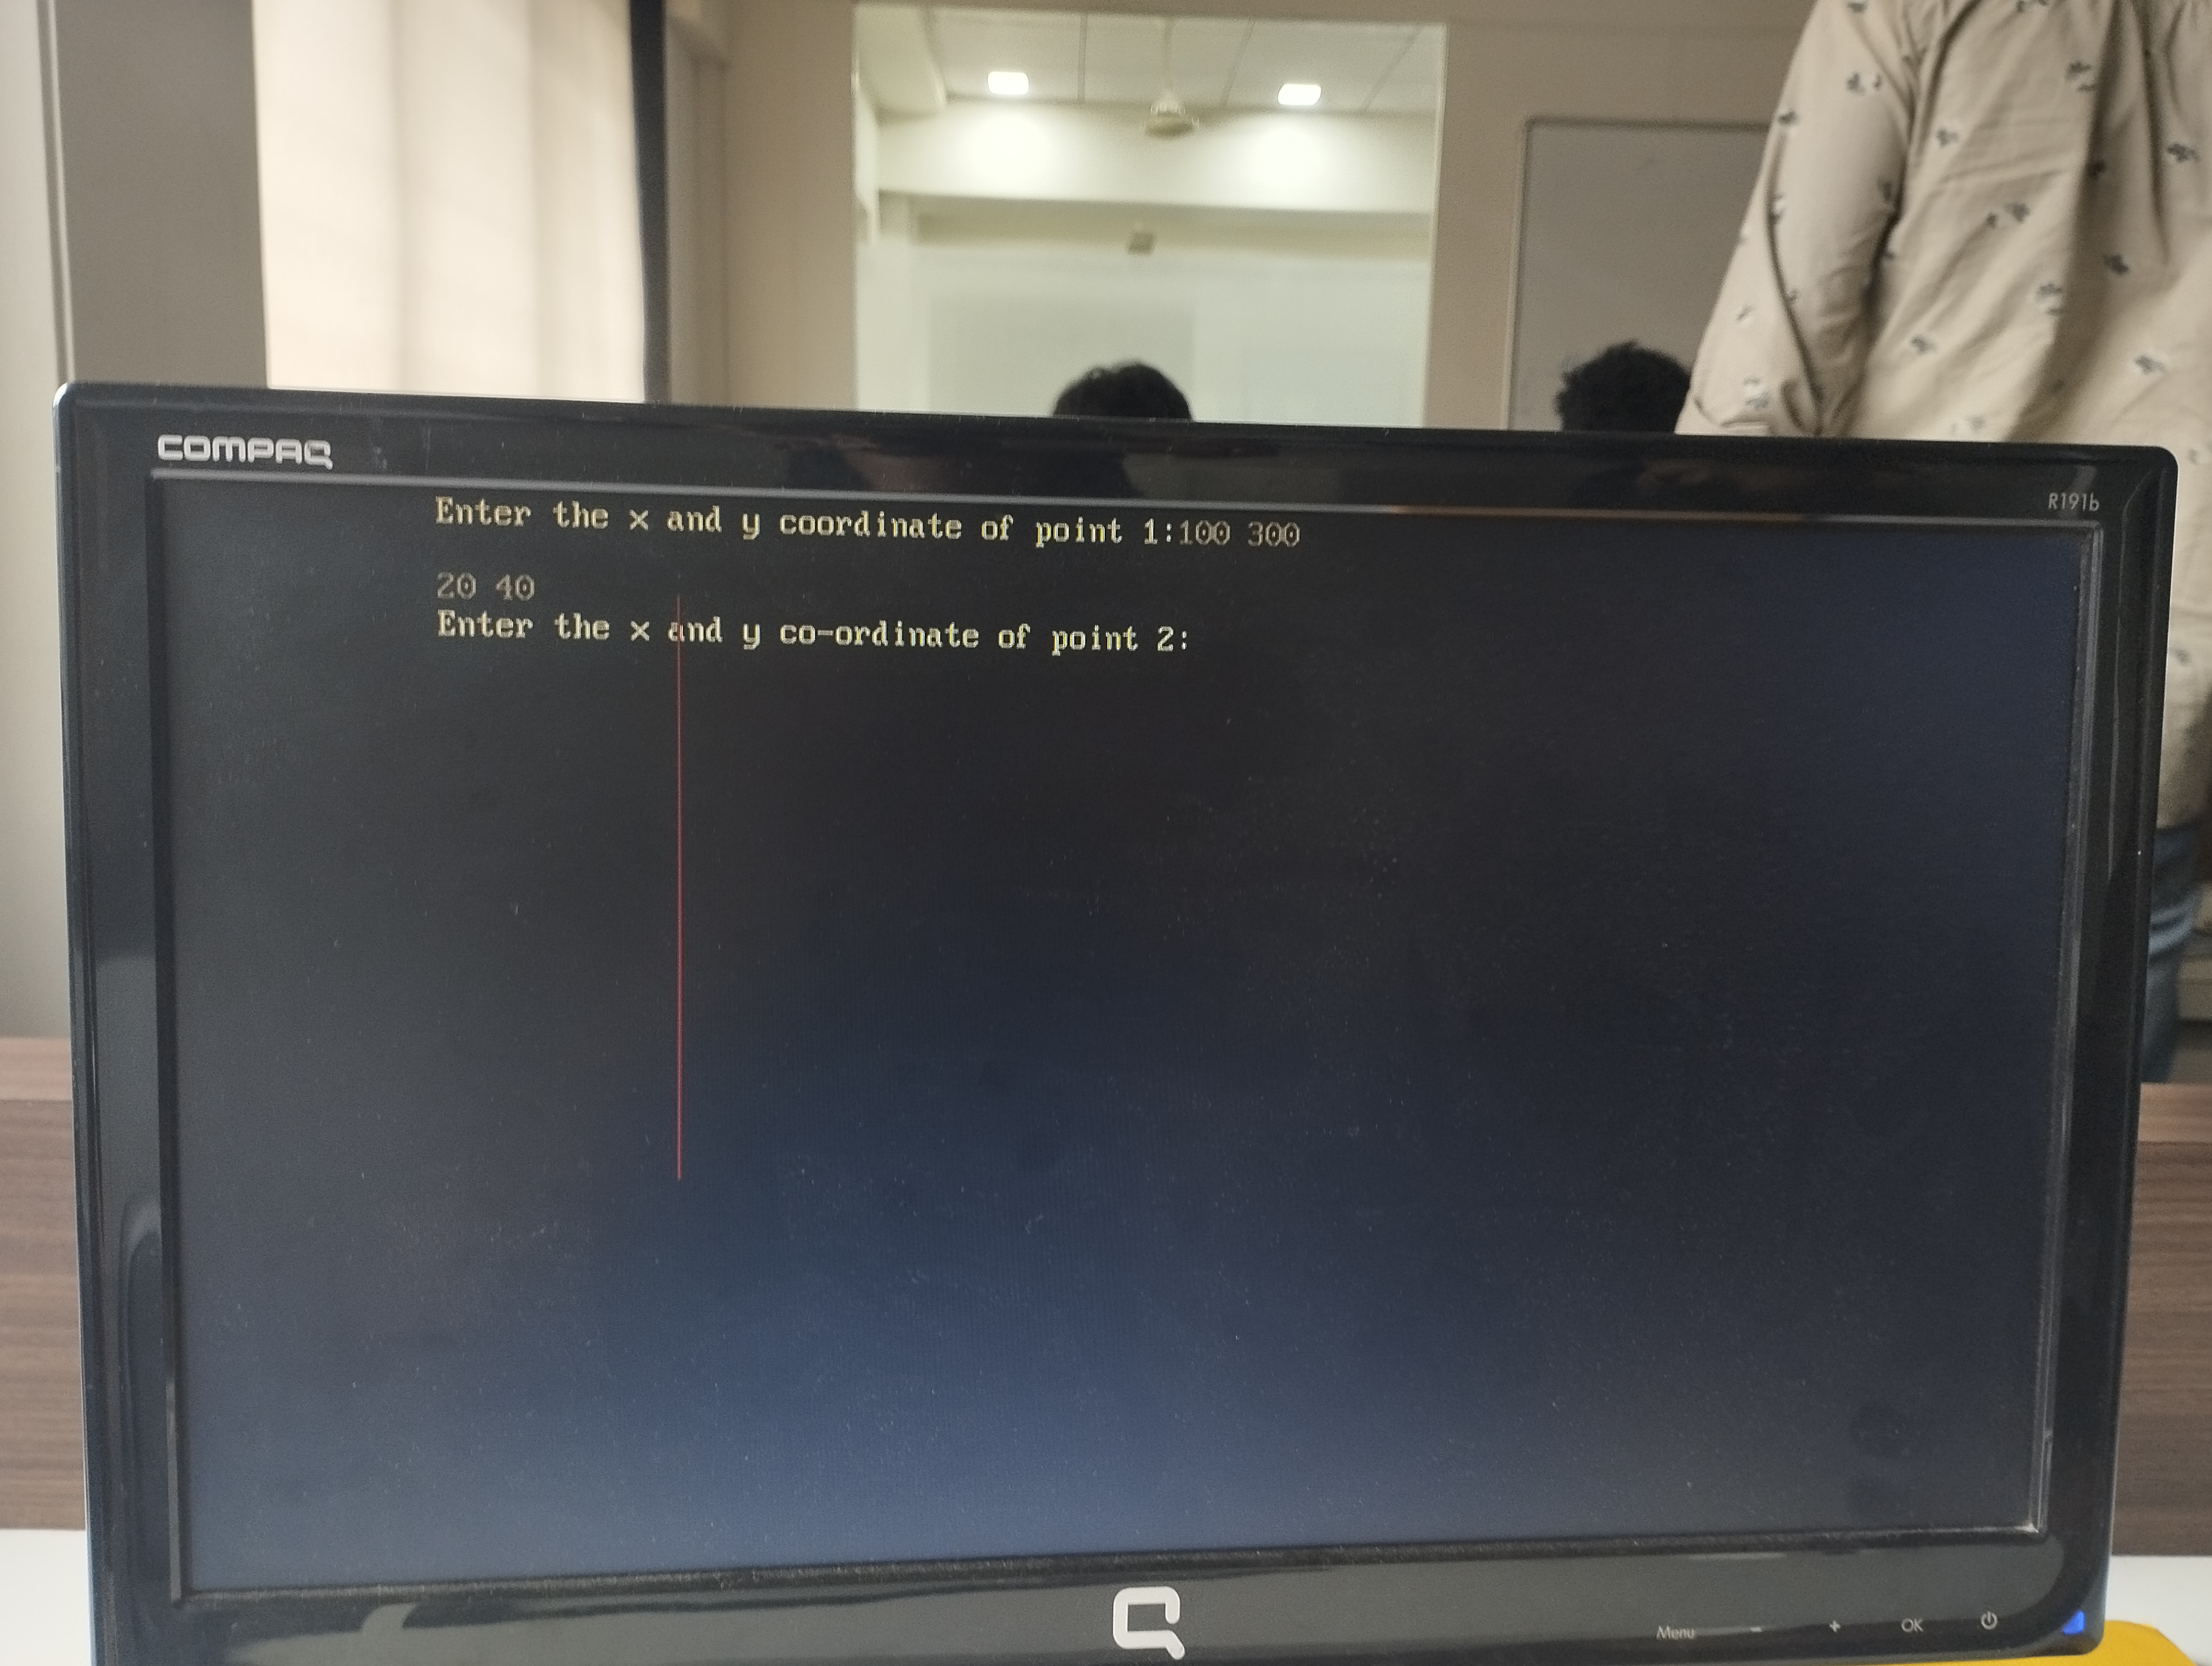 COMPAQ
R191b
Enter the x and y coordinate of point 1:100 300
20 40
Enter the x and y co-ordinate of point 2:
Menu - + OK